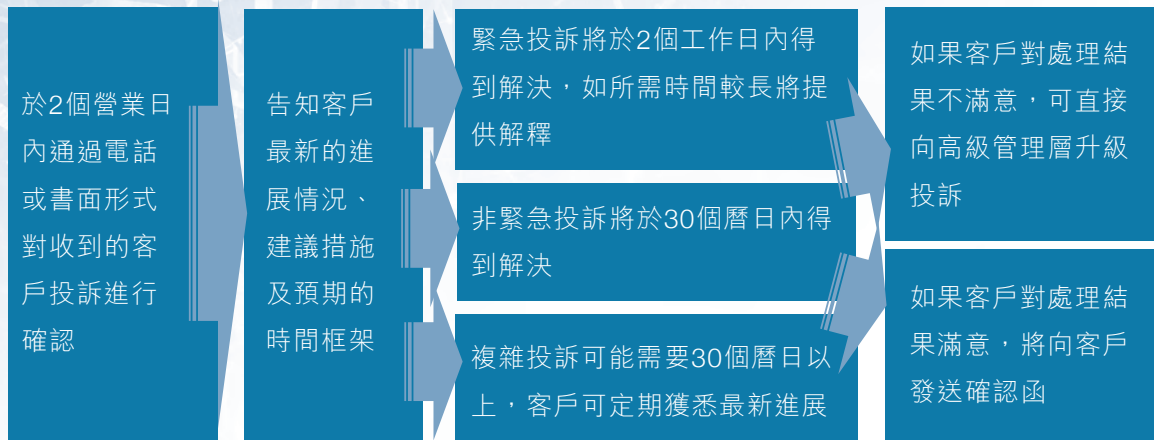 於2個營業日
內通過電話
或書面形式
對收到的客
戶投訴進行
確認
告知客戶
最新的進
展情況、
建議措施
及預期的
時間框架
緊急投訴將於2個工作日內得
到解決，如所需時間較長將提
供解釋
非緊急投訴將於30個曆日內得
到解決
複雜投訴可能需要30個曆日以
上，客戶可定期獲悉最新進展
如果客戶對處理結
果不滿意，可直接
向高級管理層升級
投訴
如果客戶對處理結
果滿意，將向客戶
發送確認函